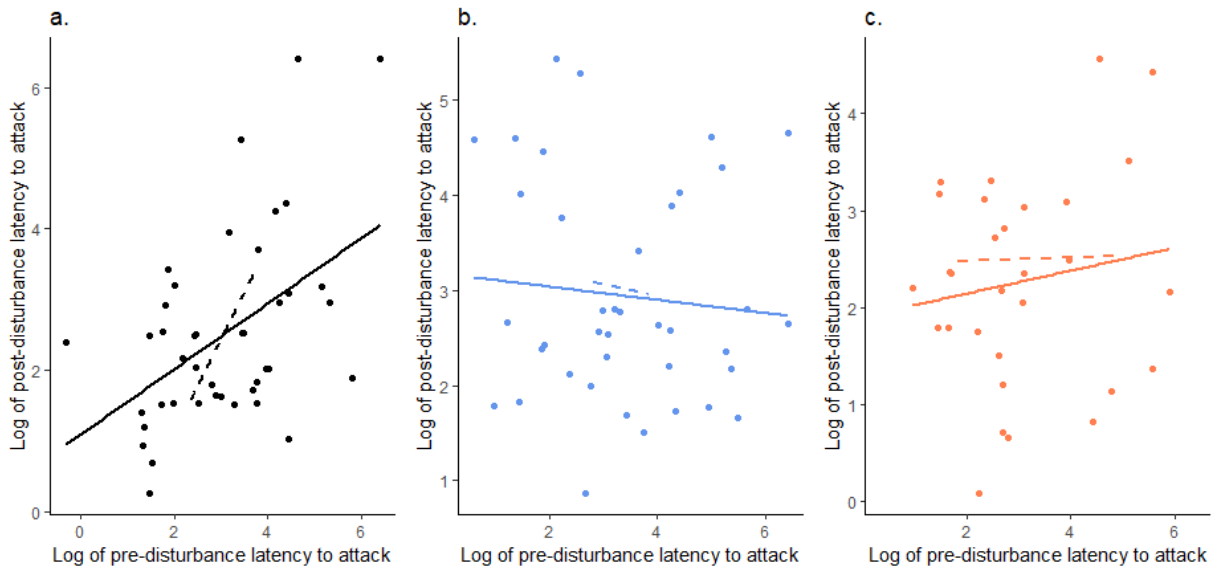 a.
Log of post-disturbance latency to attack
6
4
2
0
0 2 4 6
Log of pre-disturbance latency to attack
b.
Log of post-disturbance latency to attack
5
4
3
2
1
2 4 6
Log of pre-disturbance latency to attack
c.
Log of post-disturbance latency to attack
4
3
2
1
0
2 4 6
Log of pre-disturbance latency to attack